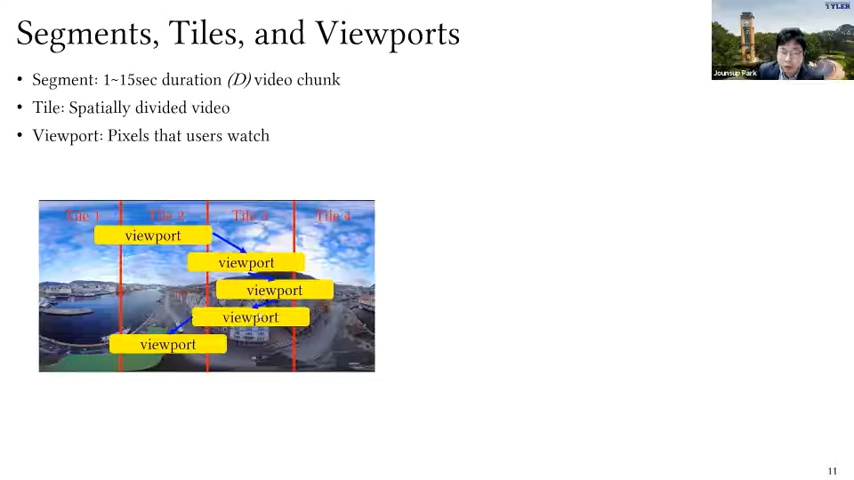 Segments, Tiles, and Viewports
• Segment: 1~15sec duration (D) video chunk
• Tile: Spatially divided video
• Viewport: Pixels that users watch
Tile 1 Tile 2 Tile 3 Tile 4
viewport
viewport
viewport
viewport
viewport
TYLER
Jounsup Park
11